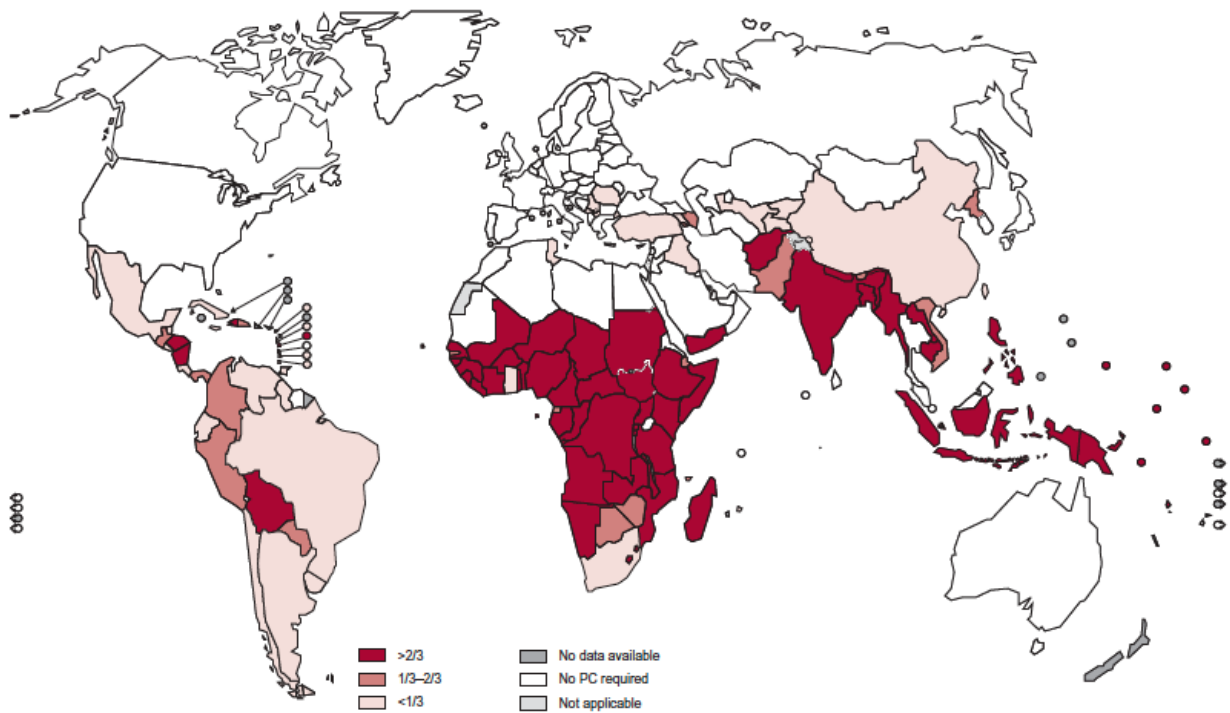 >2/3
1/3–2/3
<1/3
No data available
No PC required
Not applicable